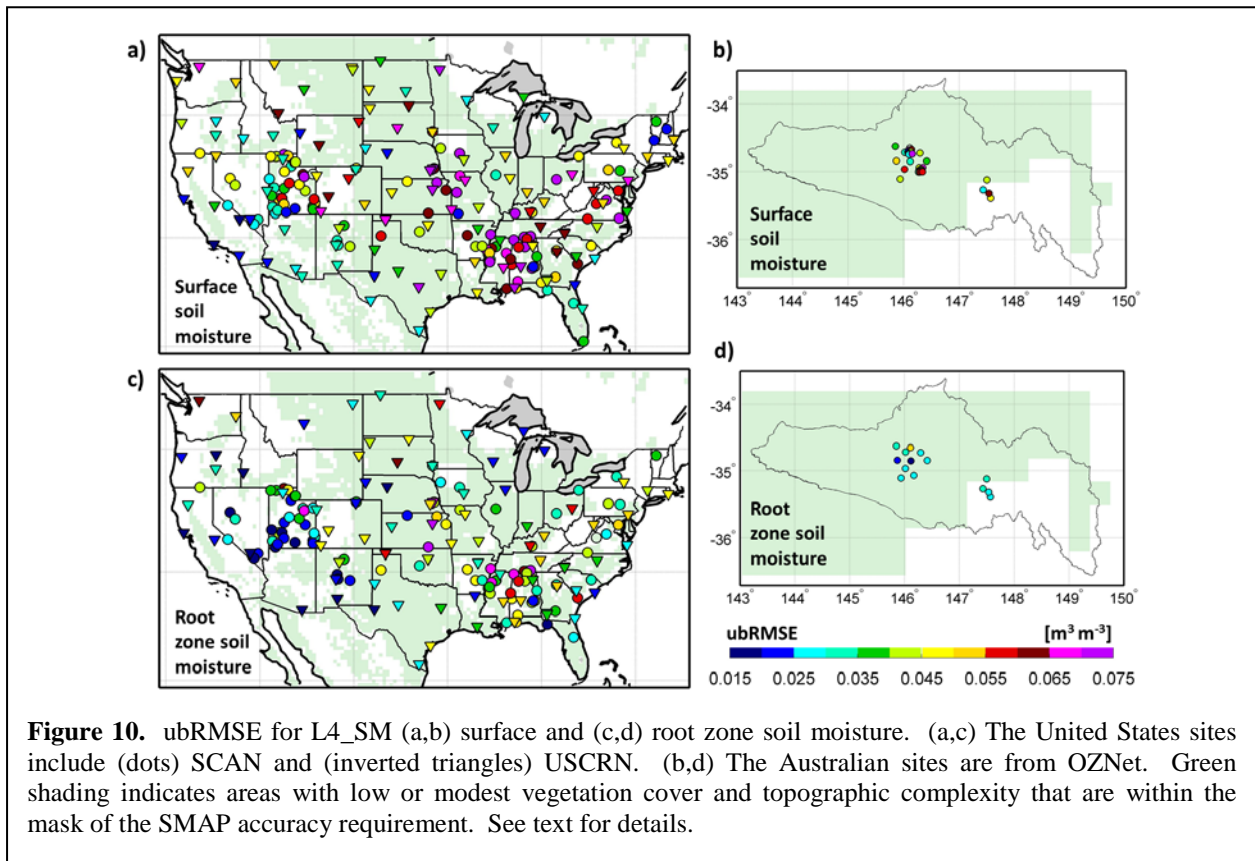 a)
Surface
soil
moisture
b)
-34
-35
-36
Surface
soil
moisture
143° 144° 145° 146° 147° 148° 149° 150°
c)
Root
zone soil
moisture
d)
-34
-35
-36
Root
zone soil
moisture
143° 144° 145° 146° 147° 148° 149° 150°
ubRMSE [m³ m⁻³]
0.015 0.025 0.035 0.045 0.055 0.065 0.075
Figure 10. ubRMSE for L4_SM (a,b) surface and (c,d) root zone soil moisture. (a,c) The United States sites
include (dots) SCAN and (inverted triangles) USCRN. (b,d) The Australian sites are from OZNet. Green
shading indicates areas with low or modest vegetation cover and topographic complexity that are within the
mask of the SMAP accuracy requirement. See text for details.